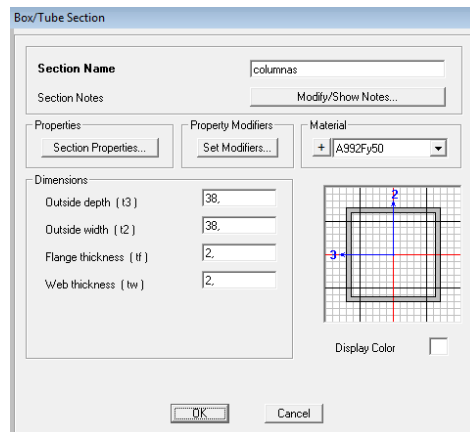 Box/Tube Section
Section Name columnas
Section Notes Modify/Show Notes...
Properties Property Modifiers Material
Section Properties... Set Modifiers... + A992Fy50
Dimensions
Outside depth ( t3 ) 38,
Outside width ( t2 ) 38,
Flange thickness ( tf ) 2,
Web thickness ( tw ) 2,
2
3
Display Color
OK Cancel